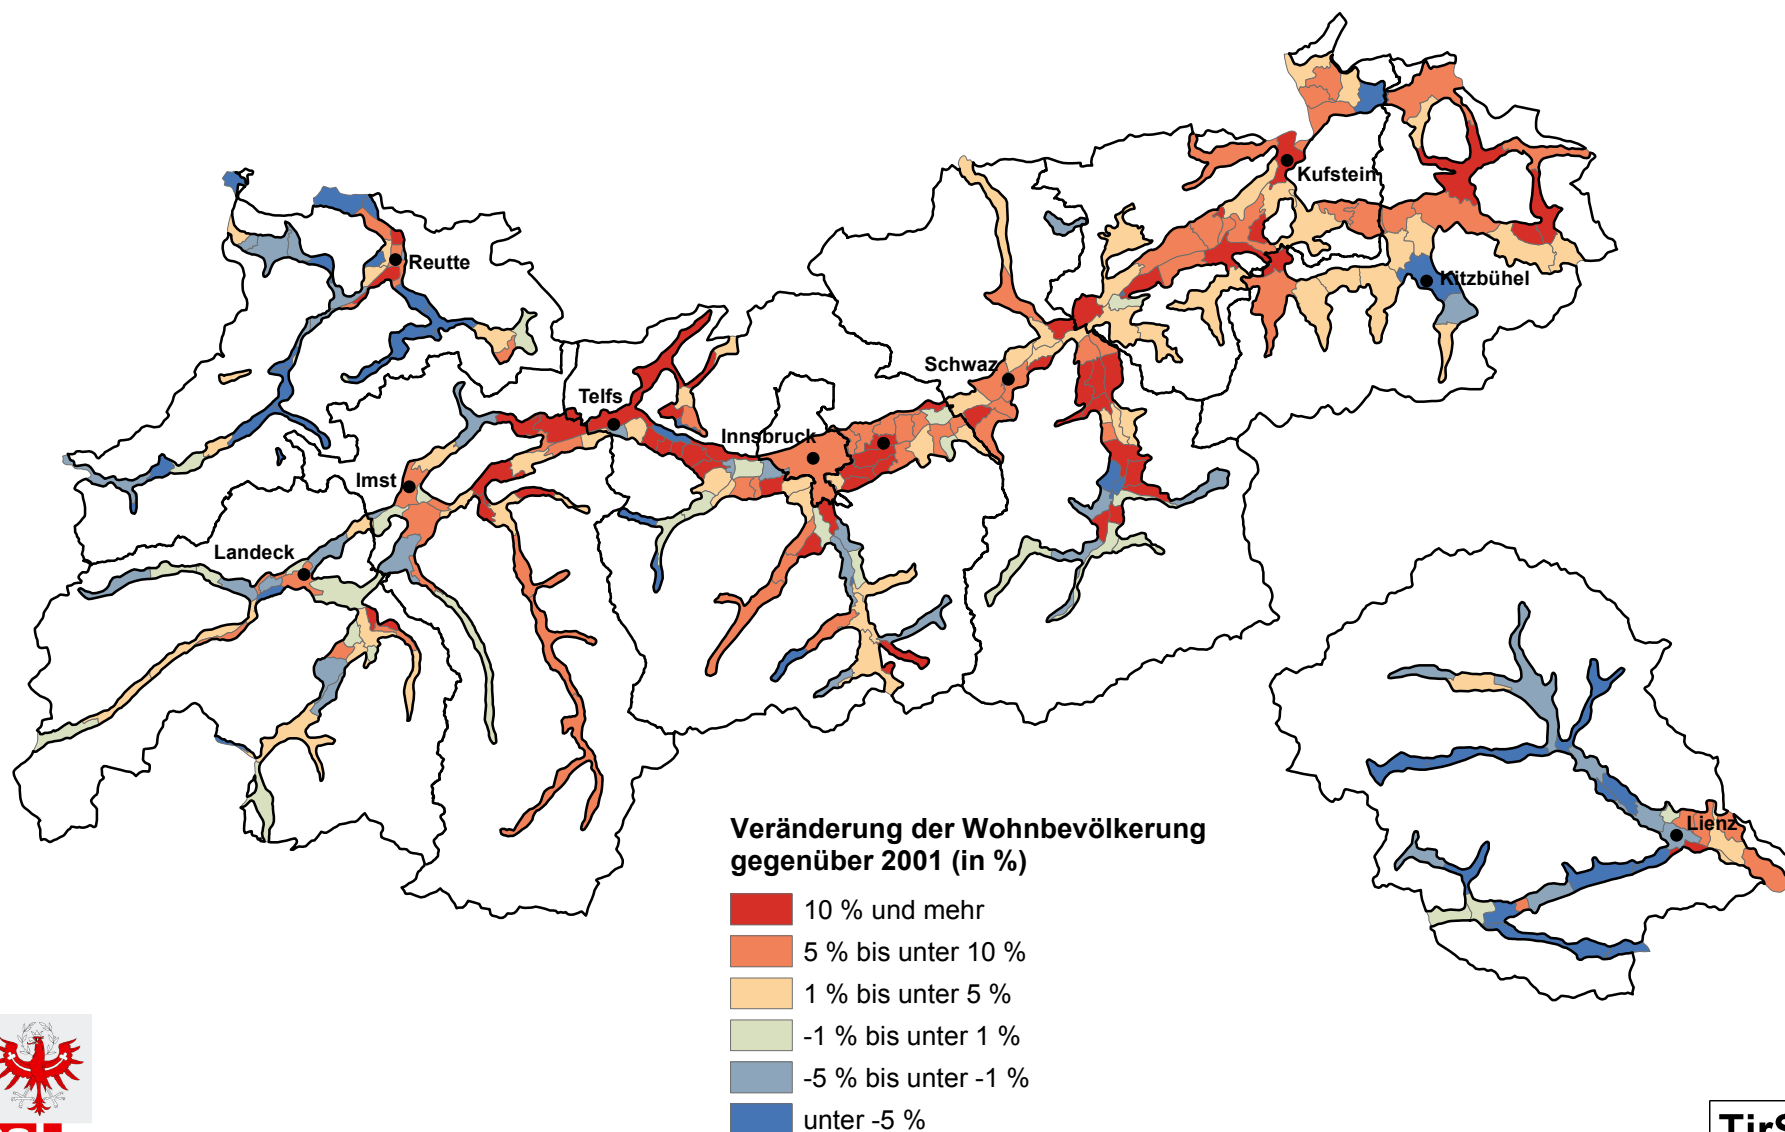 Kufstein
Reutte
Kitzbühel
Schwaz
Telfs
Innsbruck
Imst
Landeck
Lienz
Veränderung der Wohnbevölkerung
gegenüber 2001 (in %)
10 % und mehr
5 % bis unter 10 %
1 % bis unter 5 %
-1 % bis unter 1 %
-5 % bis unter -1 %
unter -5 %